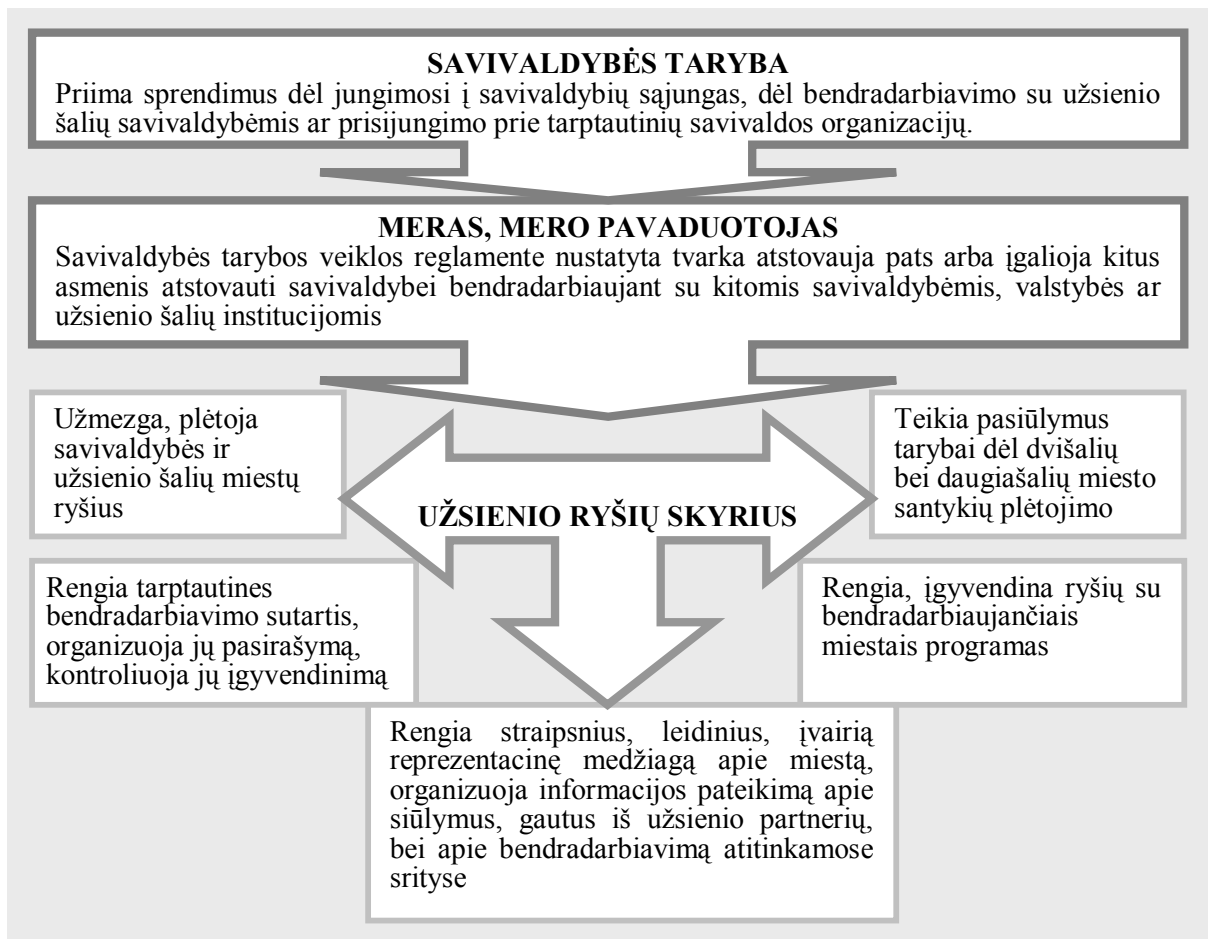 SAVIVALDYBĖS TARYBA
Priima sprendimus dėl jungimosi į savivaldybių sąjungas, dėl bendradarbiavimo su užsienio
šalių savivaldybėmis ar prisijungimo prie tarptautinių savivaldos organizacijų.
MERAS, MERO PAVADUOTOJAS
Savivaldybės tarybos veiklos reglamente nustatyta tvarka atstovauja pats arba įgalioja kitus
asmenis atstovauti savivaldybei bendradarbiaujant su kitomis savivaldybėmis, valstybės ar
užsienio šalių institucijomis
Užmezga, plėtoja
savivaldybės ir
užsienio šalių miestų
ryšius
Teikia pasiūlymus
tarybai dėl dvišalių
bei daugiašalių miesto
santykių plėtojimo
UŽSIENIO RYŠIŲ SKYRIUS
Rengia tarptautines
bendradarbiavimo sutartis,
organizuoja jų pasirašymą,
kontroliuoja jų įgyvendinimą
Rengia, įgyvendina ryšių su
bendradarbiaujančiais
miestais programas
Rengia straipsnius, leidinius, įvairią
reprezentacinę medžiagą apie miestą,
organizuoja informacijos pateikimą apie
siūlymus, gautus iš užsienio partnerių,
bei apie bendradarbiavimą atitinkamose
srityse